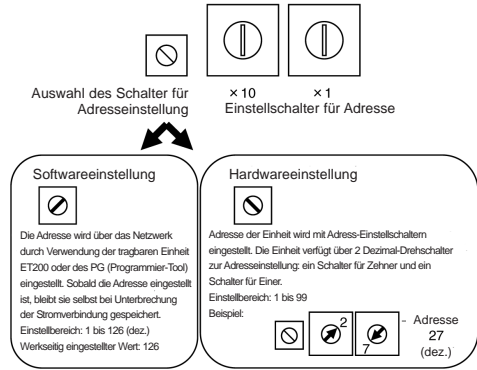 Auswahl des Schalter für
Adresseinstellung
×10
×1
Einstellschalter für Adresse
Softwareeinstellung
Die Adresse wird über das Netzwerk
durch Verwendung der tragbaren Einheit
ET200 oder des PG (Programmier-Tool)
eingestellt. Sobald die Adresse eingestellt
ist, bleibt sie selbst bei Unterbrechung
der Stromverbindung gespeichert.
Einstellbereich: 1 bis 126 (dez.)
Werkseitig eingestellter Wert: 126
Hardwareeinstellung
Adresse der Einheit wird mit Adress-Einstellschaltern
eingestellt. Die Einheit verfügt über 2 Dezimal-Drehschalter
zur Adresseinstellung: ein Schalter für Zehner und ein
Schalter für Einer.
Einstellbereich: 1 bis 99
Beispiel:
2
7
- Adresse
27
(dez.)